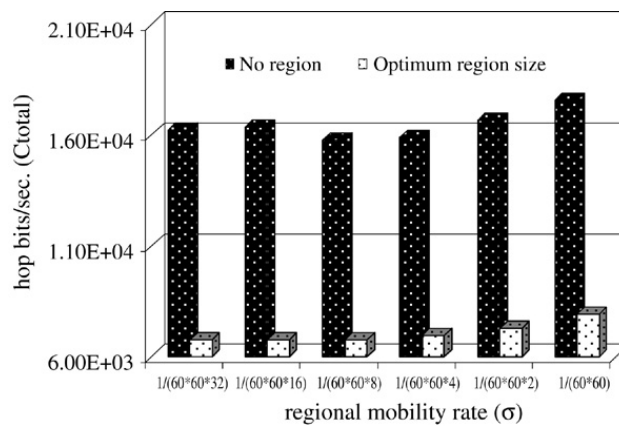 2.10E+04
No region Optimum region size
1.60E+04
hop bits/sec. (Ctotal)
1.10E+04
6.00E+03
1/(60*60*32) 1/(60*60*16) 1/(60*60*8) 1/(60*60*4) 1/(60*60*2) 1/(60*60)
regional mobility rate (σ)